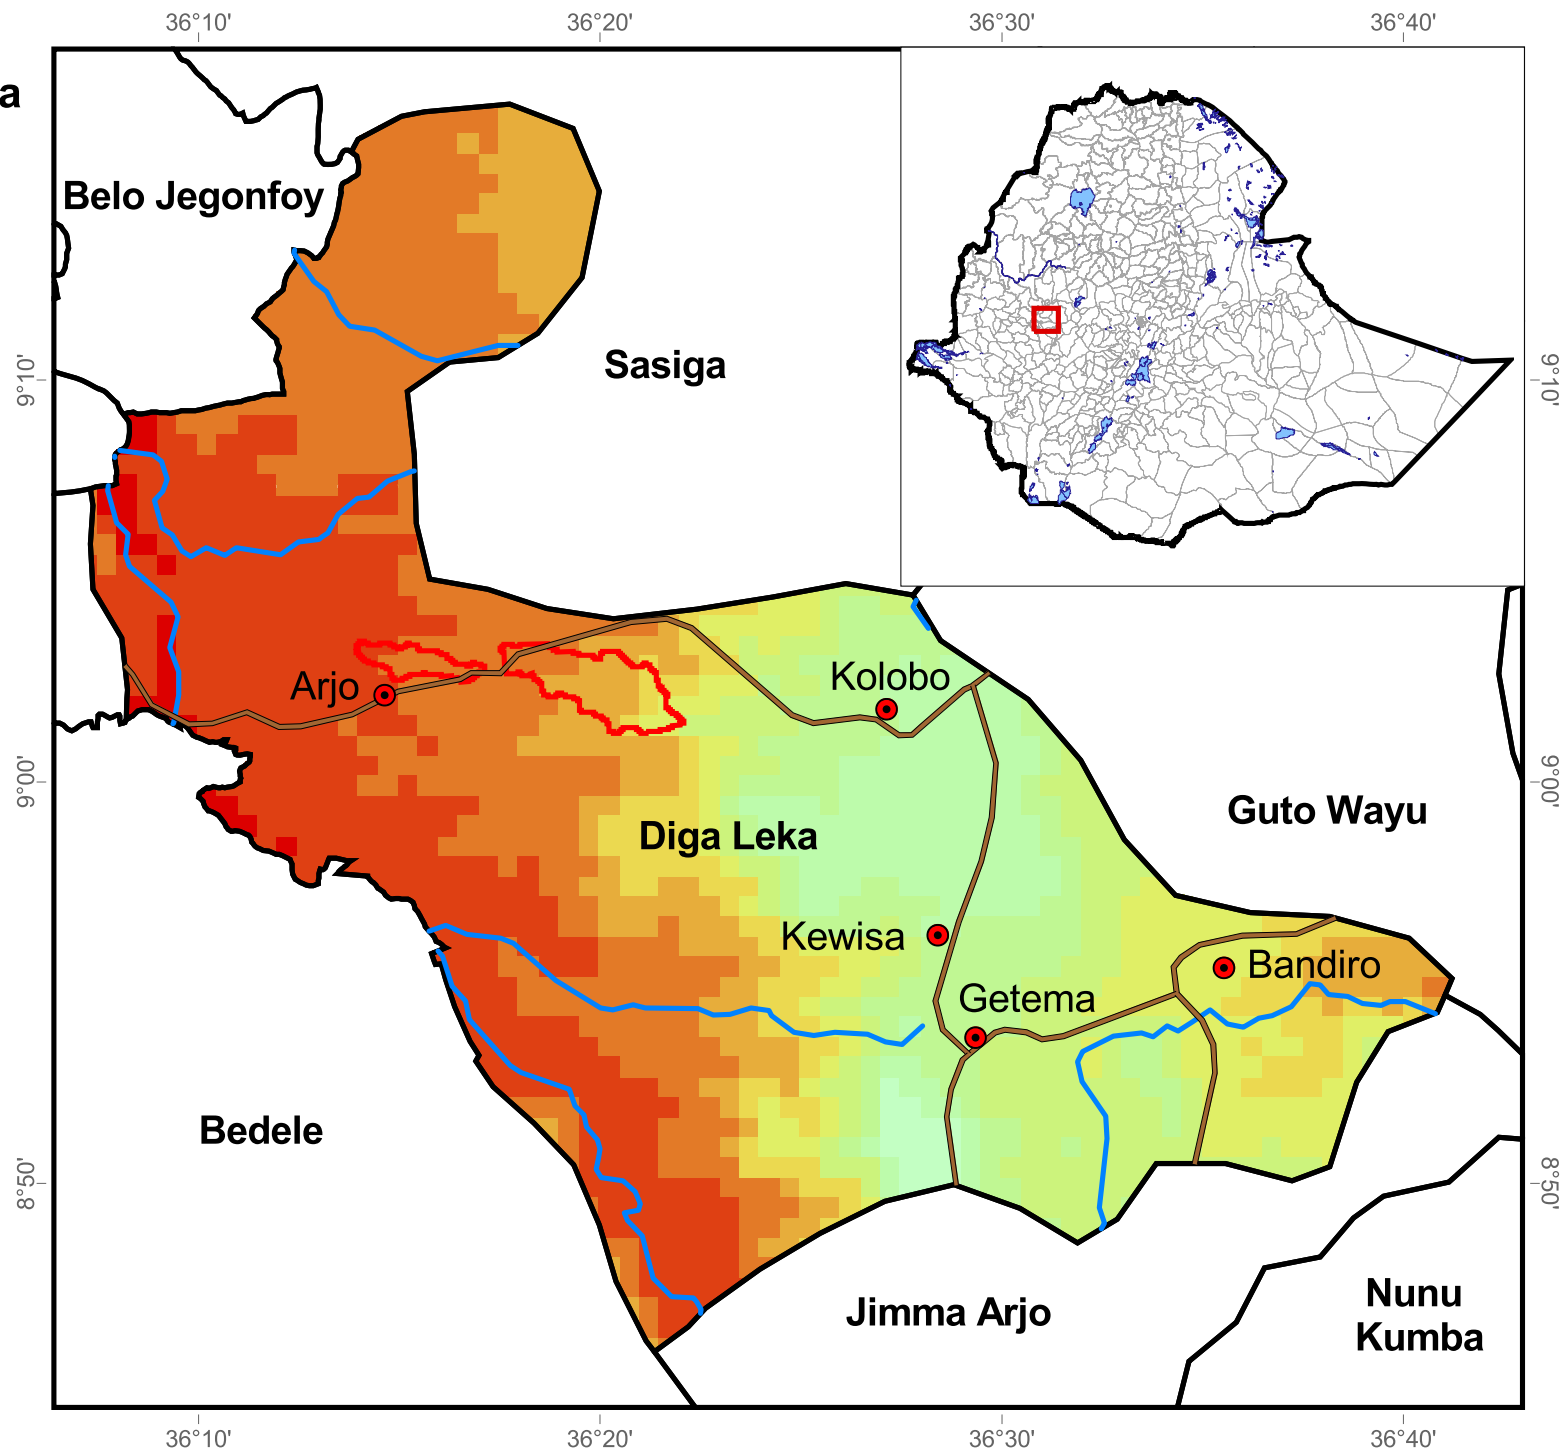 36°10'
36°20'
36°30'
36°40'
a
Belo Jegonfoy
Sasiga
9°10'
9°10'
Arjo
Kolobo
9°00'
9°00'
Guto Wayu
Diga Leka
Kewisa
Bandiro
Getema
Bedele
8°50'
8°50'
Jimma Arjo
Nunu
Kumba
36°10'
36°20'
36°30'
36°40'